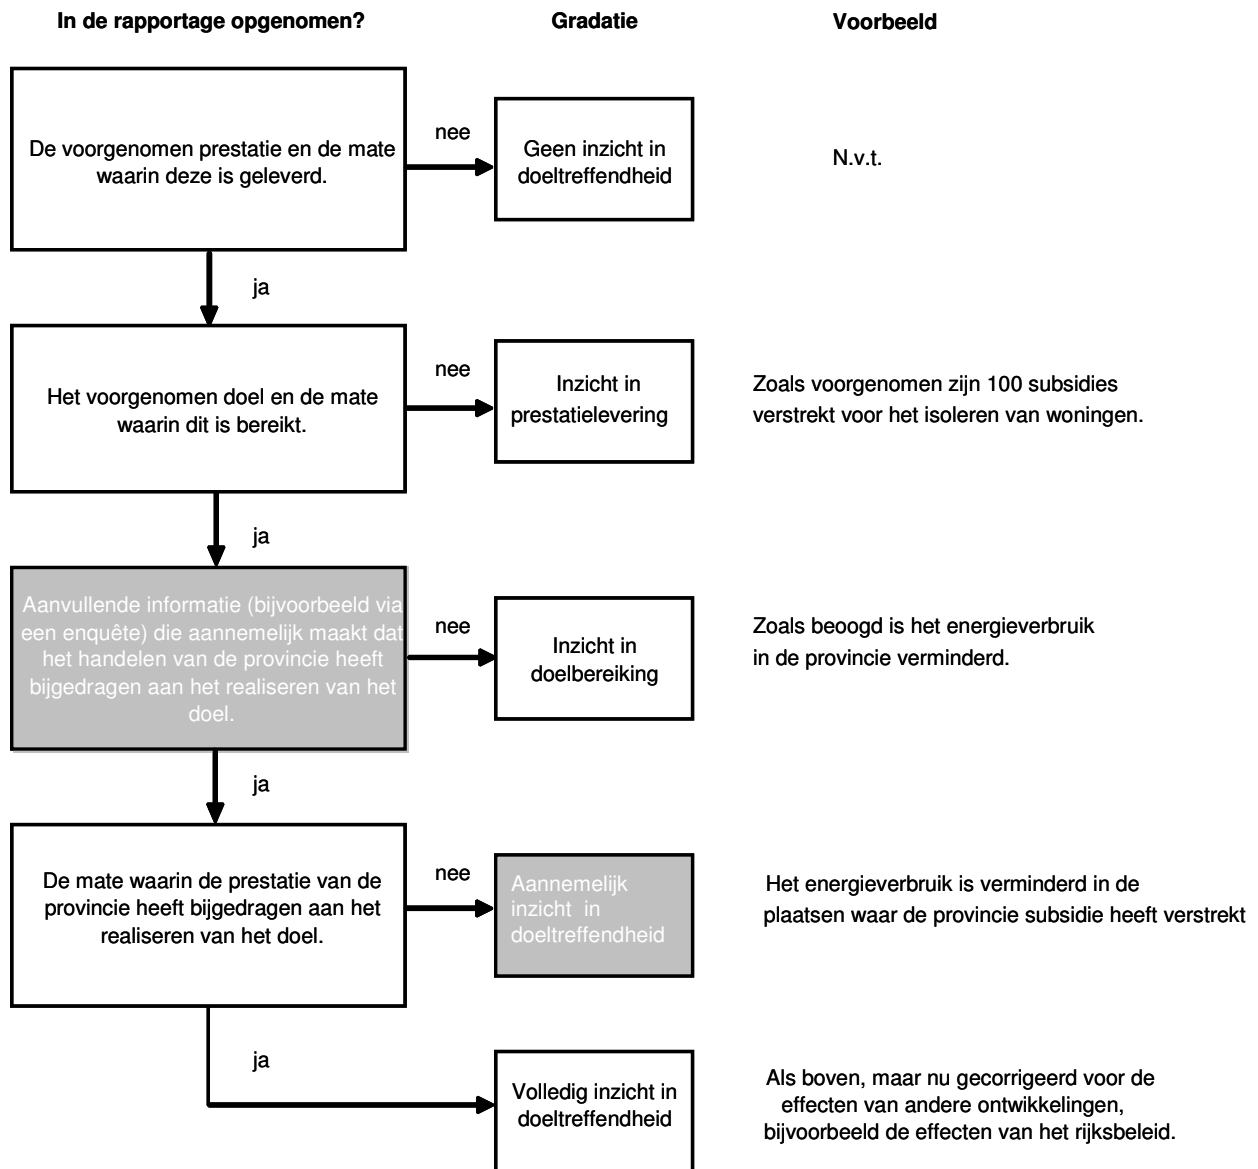 In de rapportage opgenomen?
Gradatie
Voorbeeld
De voorgenomen prestatie en de mate
waarin deze is geleverd.
nee
Geen inzicht in
doeltreffendheid
N.v.t.
ja
Het voorgenomen doel en de mate
waarin dit is bereikt.
nee
Inzicht in
prestatielevering
Zoals voorgenomen zijn 100 subsidies
verstrekt voor het isoleren van woningen.
ja
Aanvullende informatie (bijvoorbeeld via
een enquête) die aannemelijk maakt dat
het handelen van de provincie heeft
bijgedragen aan het realiseren van het
doel.
nee
Inzicht in
doelbereiking
Zoals beoogd is het energieverbruik
in de provincie verminderd.
ja
De mate waarin de prestatie van de
provincie heeft bijgedragen aan het
realiseren van het doel.
nee
Aannemelijk
inzicht in
doeltreffendheid
Het energieverbruik is verminderd in de
plaatsen waar de provincie subsidie heeft verstrekt
ja
Volledig inzicht in
doeltreffendheid
Als boven, maar nu gecorrigeerd voor de
effecten van andere ontwikkelingen,
bijvoorbeeld de effecten van het rijksbeleid.